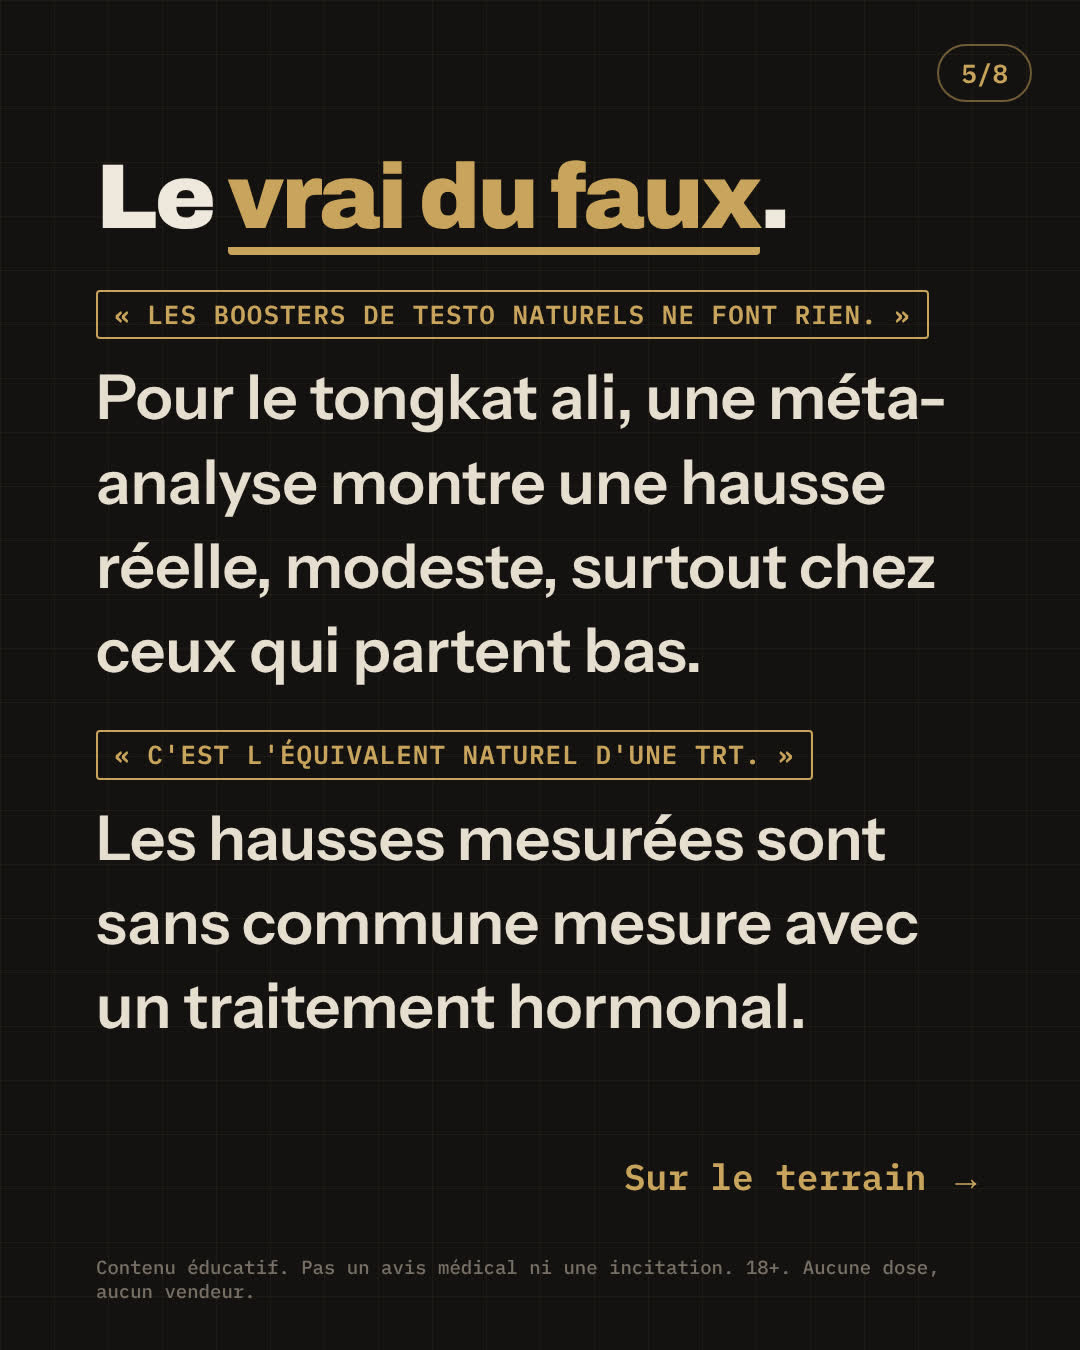 5/8
Le vrai du faux.
« LES BOOSTERS DE TESTO NATURELS NE FONT RIEN. »
Pour le tongkat ali, une méta-
analyse montre une hausse
réelle, modeste, surtout chez
ceux qui partent bas.
« C'EST L'ÉQUIVALENT NATUREL D'UNE TRT. »
Les hausses mesurées sont
sans commune mesure avec
un traitement hormonal.
Sur le terrain →
Contenu éducatif. Pas un avis médical ni une incitation. 18+. Aucune dose,
aucun vendeur.